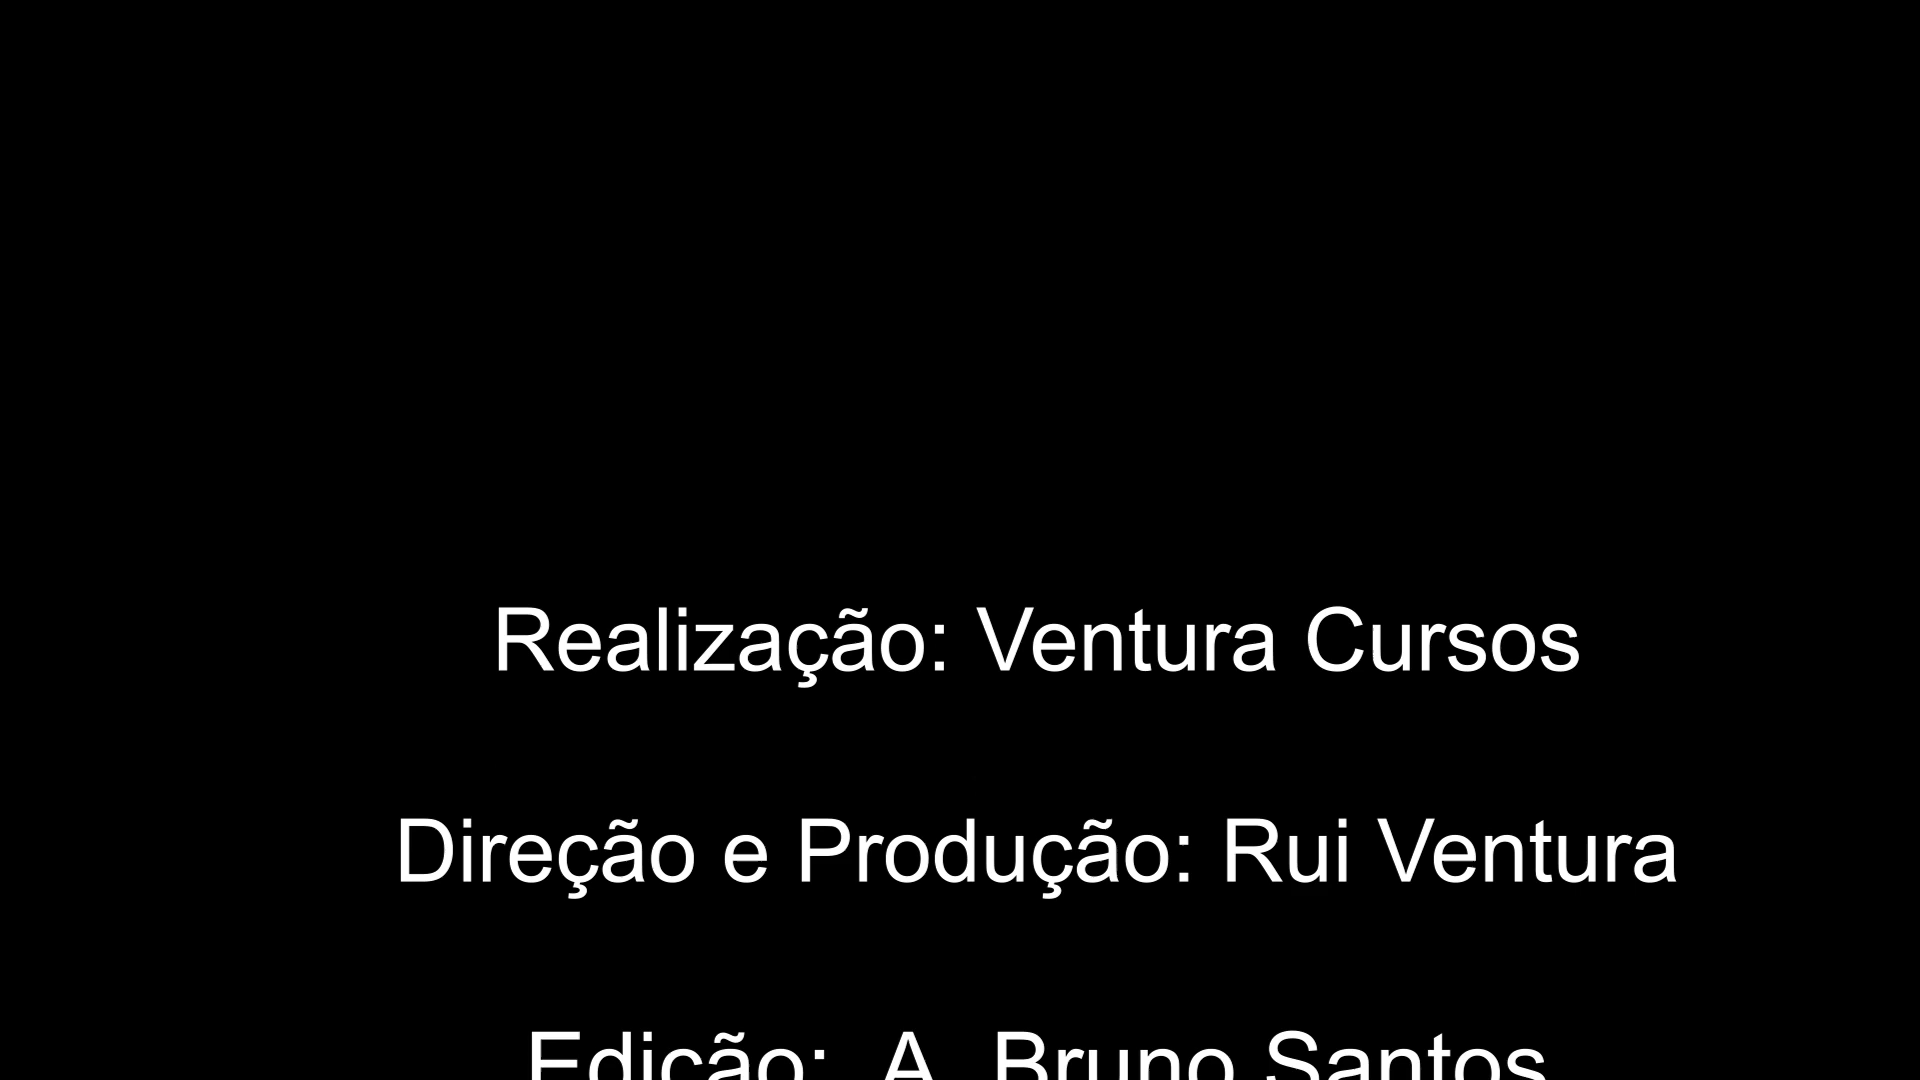 Realização: Ventura Cursos
Direção e Produção: Rui Ventura
Edição: A. Bruno Santos